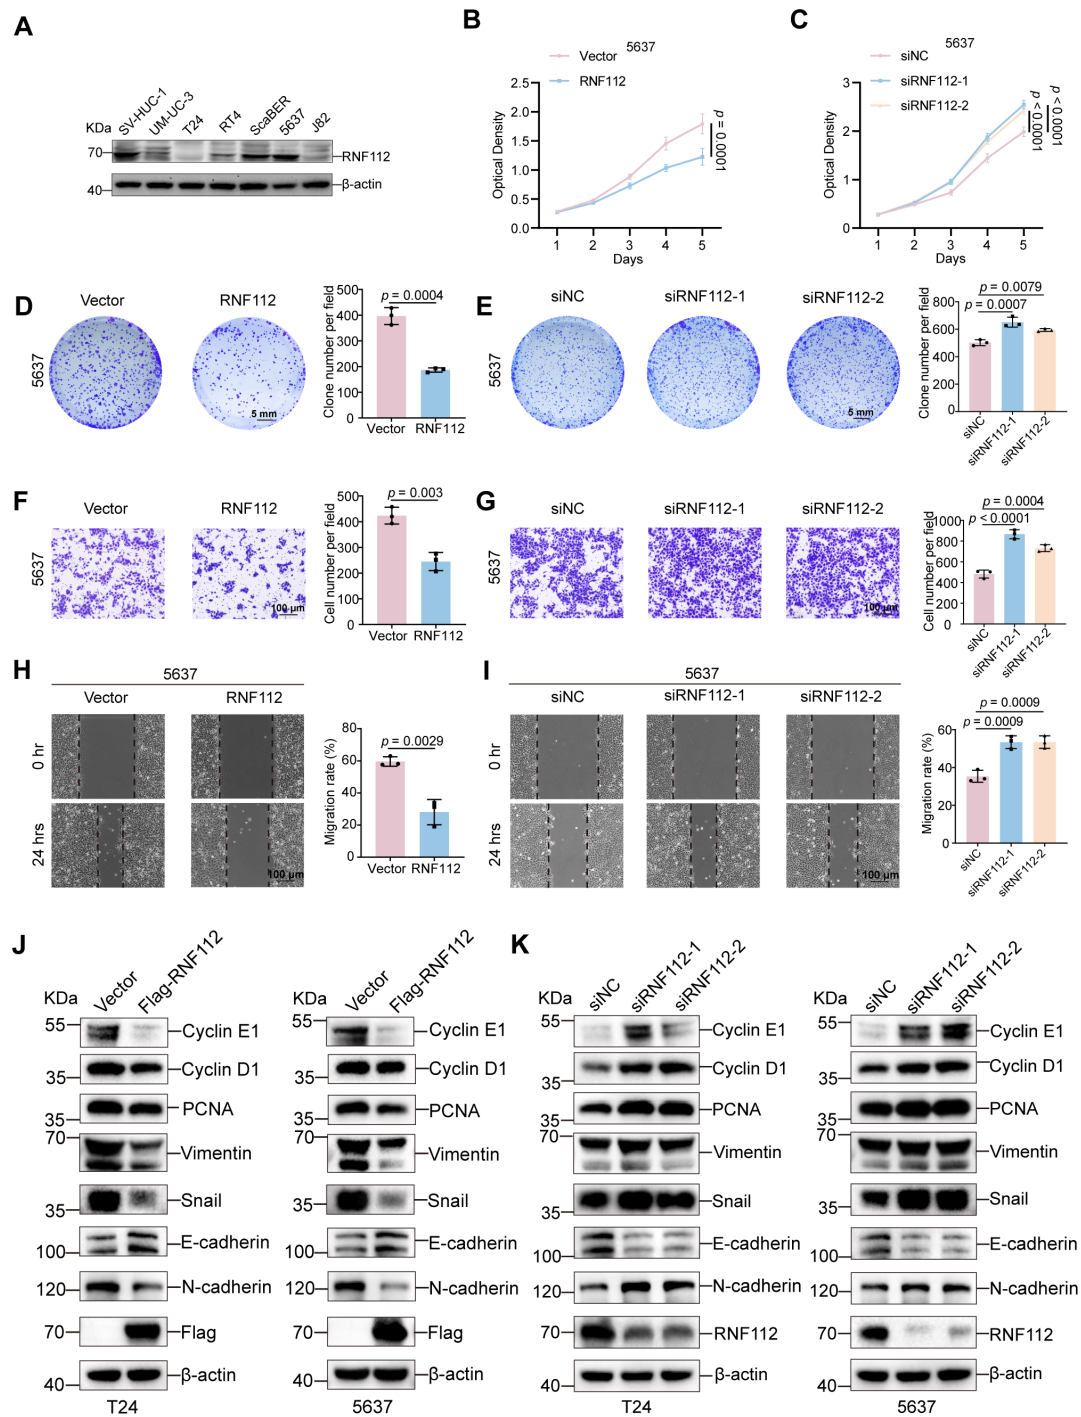 A
KDa
SV-HUC-1
UM-UC-3
T24
RT4
ScaBER
5637
J82
70
RNF112
40
β-actin
B
5637
Vector
RNF112
Optical Density
2.5
2.0
1.5
1.0
0.5
0.0
1 2 3 4 5
Days
p = 0.0001
C
5637
siNC
siRNF112-1
siRNF112-2
Optical Density
3
2
1
0
1 2 3 4 5
Days
p < 0.0001
p < 0.0001
D
Vector RNF112
5637
5 mm
Clone number per field
500
400
300
200
100
0
p = 0.0004
Vector RNF112
E
siNC siRNF112-1 siRNF112-2
5637
5 mm
Clone number per field
800
600
400
200
0
p = 0.0079
p = 0.0007
siNC
siRNF112-1
siRNF112-2
F
Vector RNF112
5637
100 μm
Cell number per field
500
400
300
200
100
0
p = 0.003
Vector RNF112
G
siNC siRNF112-1 siRNF112-2
5637
100 μm
Cell number per field
1000
800
600
400
200
0
p = 0.0004
p < 0.0001
siNC
siRNF112-1
siRNF112-2
H
5637
Vector RNF112
0 hr
24 hrs
100 μm
Migration rate (%)
80
60
40
20
0
p = 0.0029
Vector RNF112
I
5637
siNC siRNF112-1 siRNF112-2
0 hr
24 hrs
100 μm
Migration rate (%)
60
40
20
0
p = 0.0009
p = 0.0009
siNC
siRNF112-1
siRNF112-2
J
KDa Vector Flag-RNF112
55 Cyclin E1
35 Cyclin D1
35 PCNA
70 Vimentin
35 Snail
100 E-cadherin
120 N-cadherin
70 Flag
40 β-actin
T24
KDa Vector Flag-RNF112
55 Cyclin E1
35 Cyclin D1
35 PCNA
70 Vimentin
35 Snail
100 E-cadherin
120 N-cadherin
70 Flag
40 β-actin
5637
K
KDa siNC siRNF112-1 siRNF112-2
55 Cyclin E1
35 Cyclin D1
35 PCNA
70 Vimentin
35 Snail
100 E-cadherin
120 N-cadherin
70 RNF112
40 β-actin
T24
KDa siNC siRNF112-1 siRNF112-2
55 Cyclin E1
35 Cyclin D1
35 PCNA
70 Vimentin
35 Snail
100 E-cadherin
120 N-cadherin
70 RNF112
40 β-actin
5637